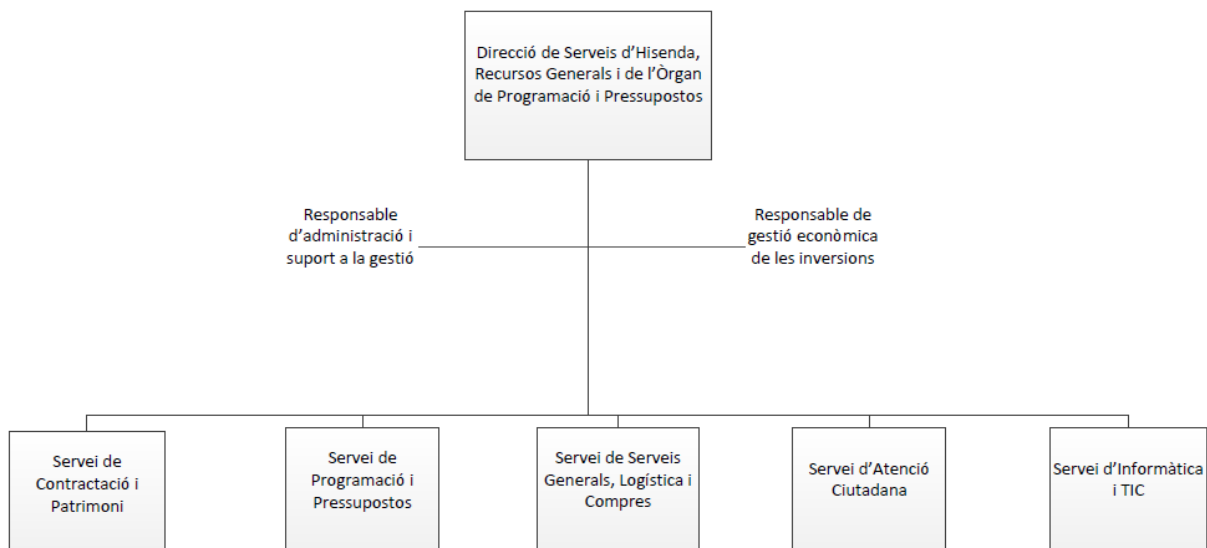 Direcció de Serveis d’Hisenda,
Recursos Generals i de l’Òrgan
de Programació i Pressupostos
Responsable
d’administració i
suport a la gestió
Responsable de
gestió econòmica
de les inversions
Servei de
Contractació i
Patrimoni
Servei de
Programació i
Pressupostos
Servei de Serveis
Generals, Logística i
Compres
Servei d’Atenció
Ciutadana
Servei d’Informàtica
i TIC